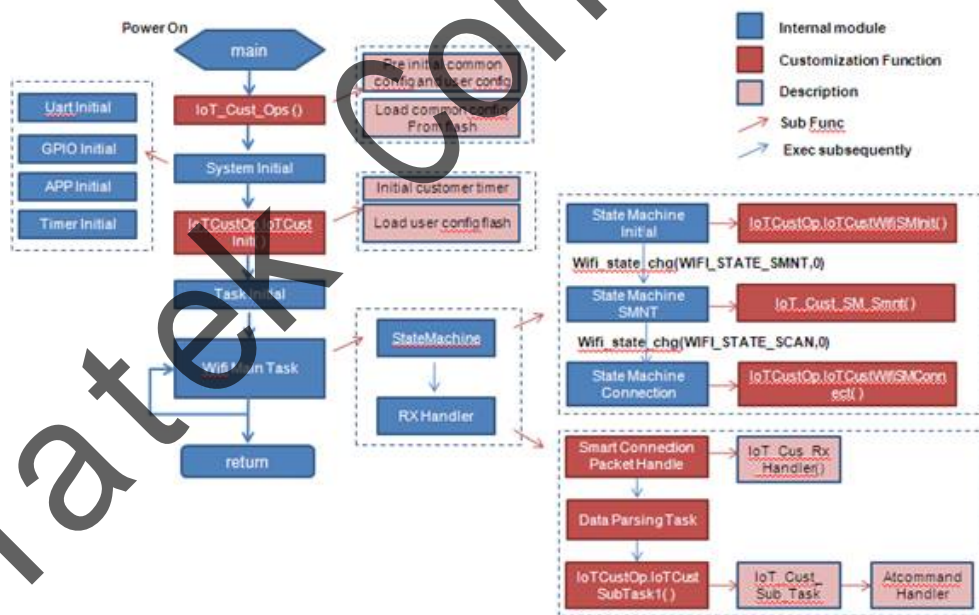 Power On
main
IoT_Cust_Ops ()
System Initial
IoTCustOp.IoTCust
Init()
Task Initial
Wifi Main Task
return
Uart Initial
GPIO Initial
APP Initial
Timer Initial
Pre initial common
config and user config
Load common config
From flash
Initial customer timer
Load user config flash
StateMachine
RX Handler
Internal module
Customization Function
Description
Sub Func
Exec subsequently
State Machine
Initial
IoTCustOp.IoTCustWifiSMInit( )
Wifi_state_chg(WIFI_STATE_SMNT,0)
State Machine
SMNT
IoT_Cust_SM_Smnt( )
Wifi_state_chg(WIFI_STATE_SCAN,0)
State Machine
Connection
IoTCustOp.IoTCustWifiSMConn
ect( )
Smart Connection
Packet Handle
IoT_Cus_Rx
_Handler()
Data Parsing Task
IoTCustOp.IoTCust
SubTask1( )
IoT_Cust_
Sub_Task
Atcommand
Handler